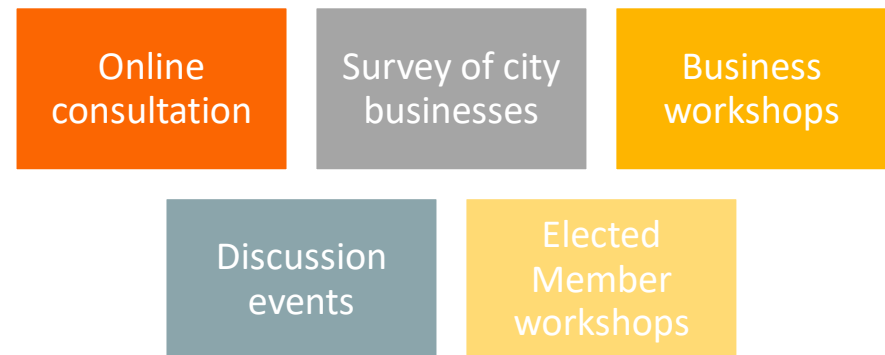 Online
consultation
Survey of city
businesses
Business
workshops
Discussion
events
Elected
Member
workshops